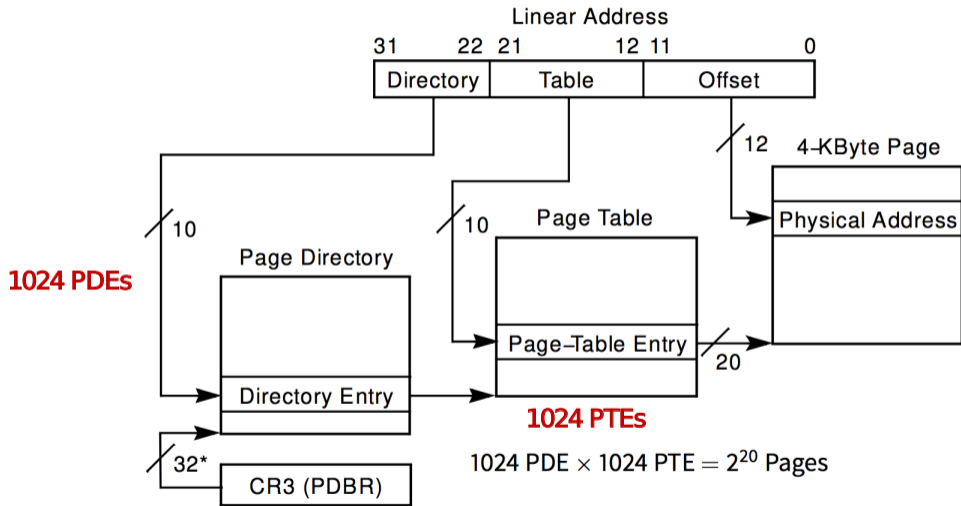 Linear Address
31 22 21 12 11 0
Directory Table Offset
12
4–KByte Page
Physical Address
10
10
Page Table
Page Directory
1024 PDEs
Page–Table Entry
20
Directory Entry
1024 PTEs
32*
1024 PDE × 1024 PTE = 2²⁰ Pages
CR3 (PDBR)